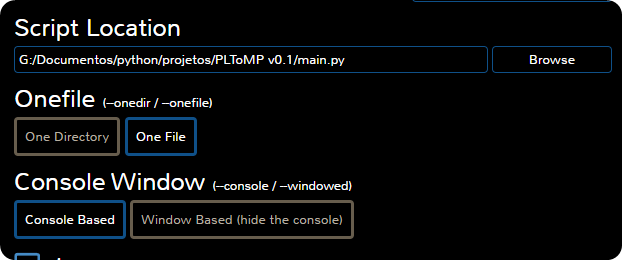 Script Location
G:/Documentos/python/projetos/PLToMP v0.1/main.py Browse
Onefile (--onedir / --onefile)
One Directory One File
Console Window (--console / --windowed)
Console Based Window Based (hide the console)